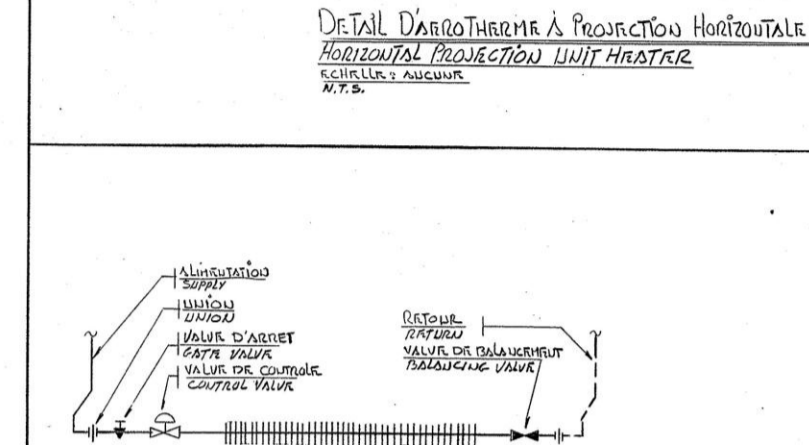 DETAIL D'AEROTHERME À PROJECTION HORIZONTALE
HORIZONTAL PROJECTION UNIT HEATER
ECHELLE: AUCUNE
N.T.S.
ALIMENTATION
SUPPLY
UNION
UNION
VALVE D'ARRET
GATE VALVE
VALVE DE CONTROLE
CONTROL VALVE
RETOUR
RETURN
VALVE DE BALANCEMENT
BALANCING VALVE